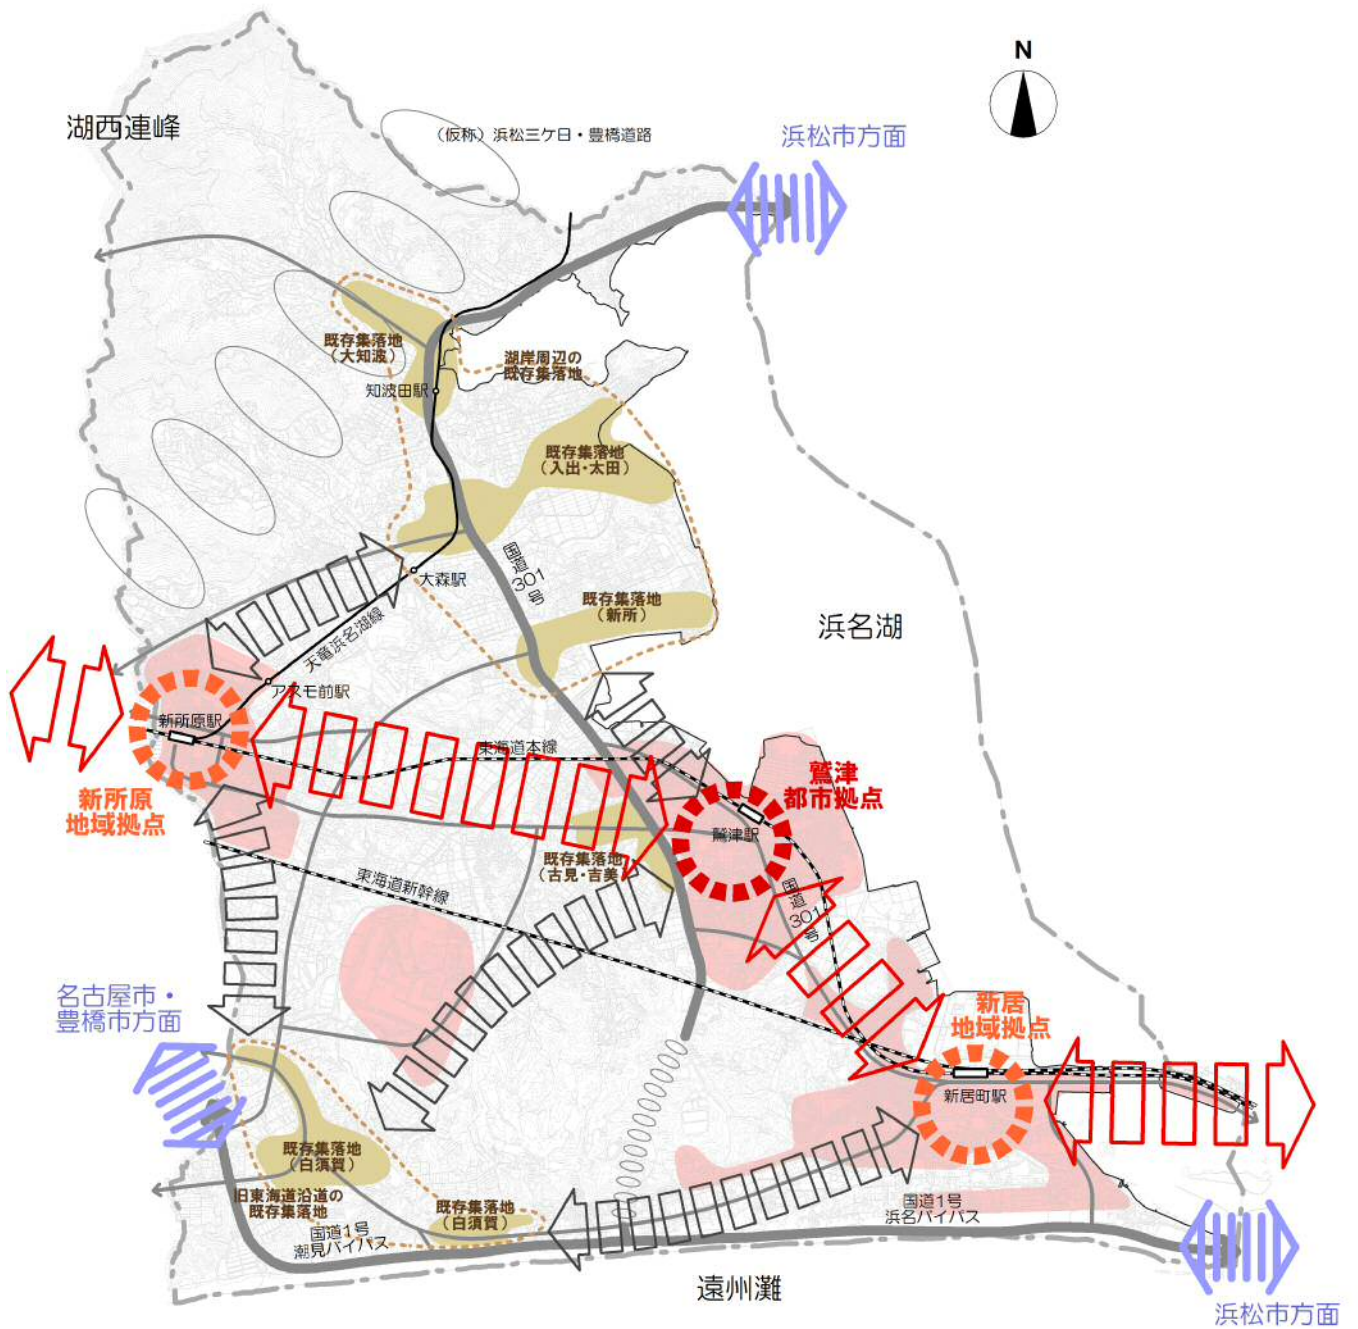 N
湖西連峰
（仮称）浜松三ケ日・豊橋道路
浜松市方面
既存集落地
（大知波）
湖岸周辺の
既存集落地
知波田駅
既存集落地
（入出・太田）
国道301号
大森駅
既存集落地
（新所）
浜名湖
天竜浜名湖線
アスモ前駅
新所原駅
東海道本線
新所原
地域拠点
鷲津
都市拠点
鷲津駅
既存集落地
（古見・吉美）
東海道新幹線
国道301号
名古屋市・
豊橋市方面
新居
地域拠点
新居町駅
既存集落地
（白須賀）
旧東海道沿道の
既存集落地
既存集落地
（白須賀）
国道1号
潮見バイパス
国道1号
浜名バイパス
遠州灘
浜松市方面